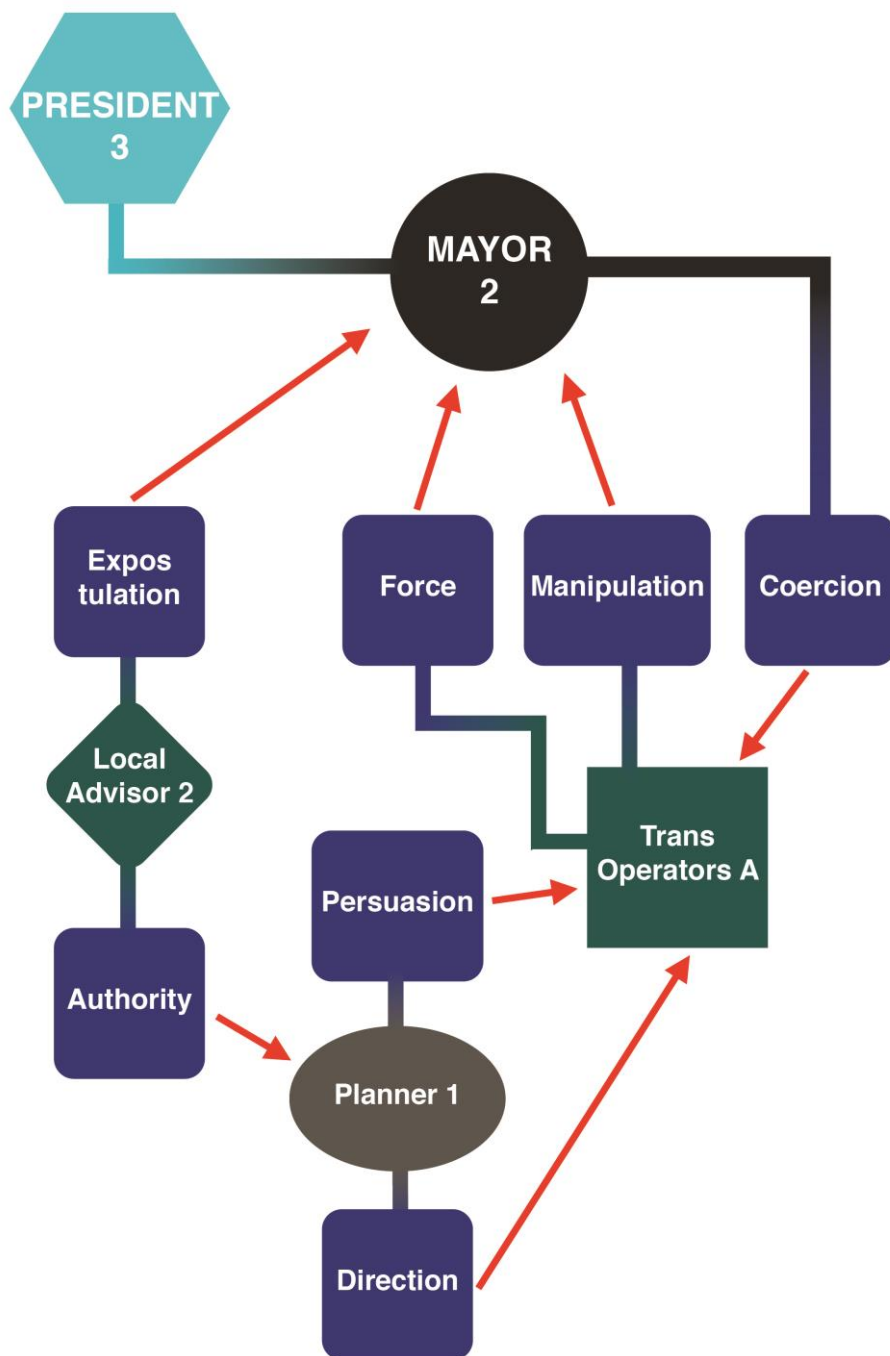 PRESIDENT
3
MAYOR
2
Expos
tulation
Force
Manipulation
Coercion
Local
Advisor 2
Trans
Operators A
Persuasion
Authority
Planner 1
Direction